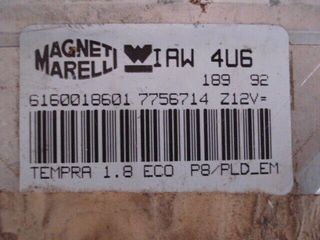 MAGNETI MARELLI W IAW 4U6
189 92
6160018601 7756714 Z12V=
TEMPRA 1.8 ECO P8/PLD_EM